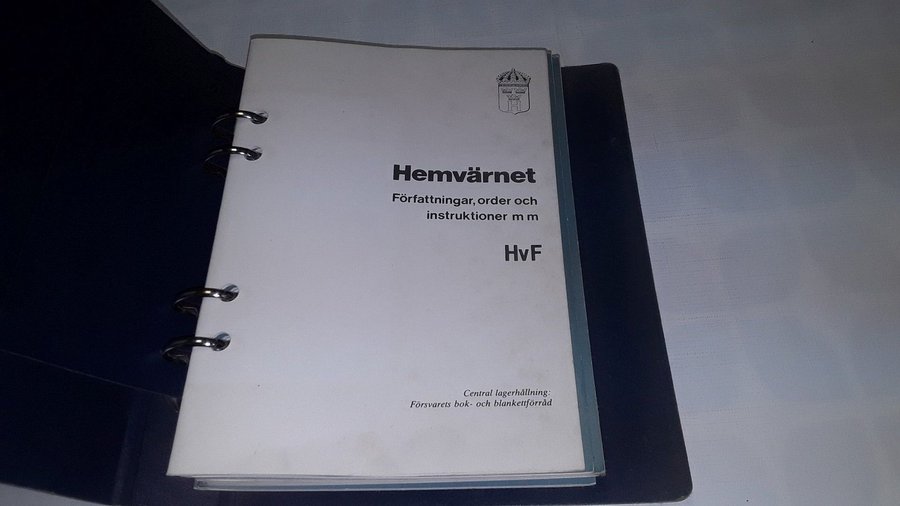 Hemvärnet
Författningar, order och
instruktioner m m
HvF
Central lagerhållning:
Försvarets bok- och blankettförråd